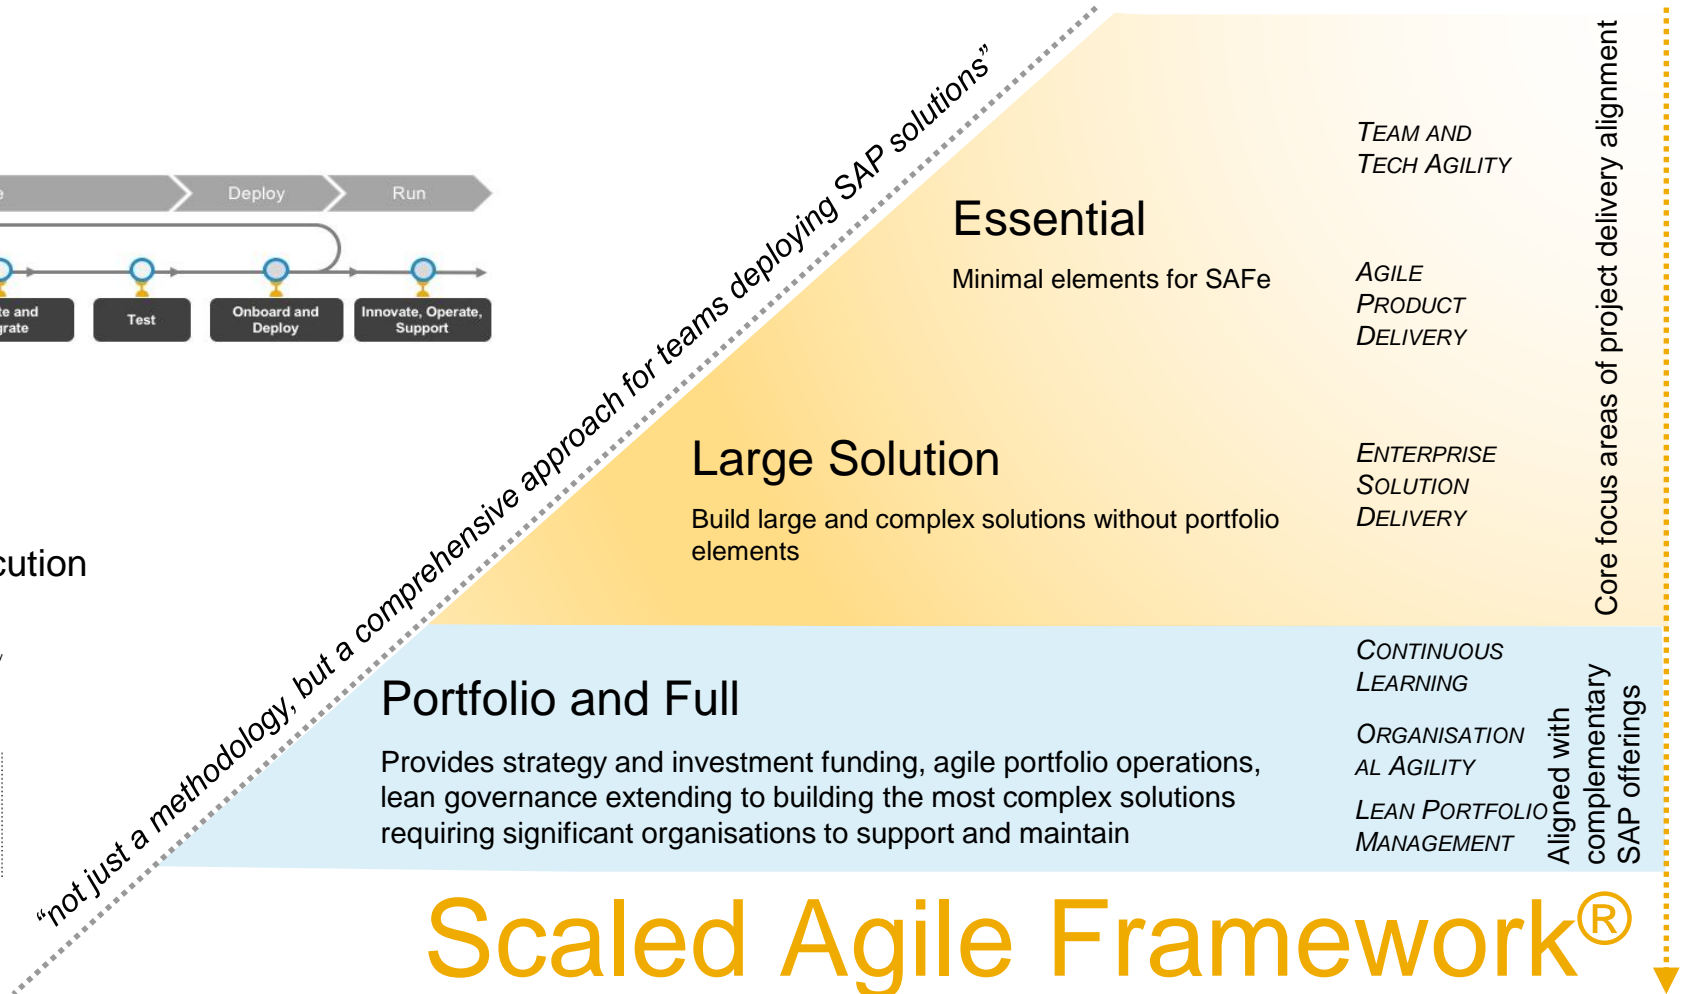 Deploy
Run
Test
Onboard and
Deploy
Innovate, Operate,
Support
“not just a methodology, but a comprehensive approach for teams deploying SAP solutions”
Essential
Minimal elements for SAFe
TEAM AND
TECH AGILITY
AGILE
PRODUCT
DELIVERY
Large Solution
Build large and complex solutions without portfolio
elements
ENTERPRISE
SOLUTION
DELIVERY
Core focus areas of project delivery alignment
Portfolio and Full
Provides strategy and investment funding, agile portfolio operations,
lean governance extending to building the most complex solutions
requiring significant organisations to support and maintain
CONTINUOUS
LEARNING
ORGANISATION
AL AGILITY
LEAN PORTFOLIO
MANAGEMENT
Aligned with
complementary
SAP offerings
Scaled Agile Framework®